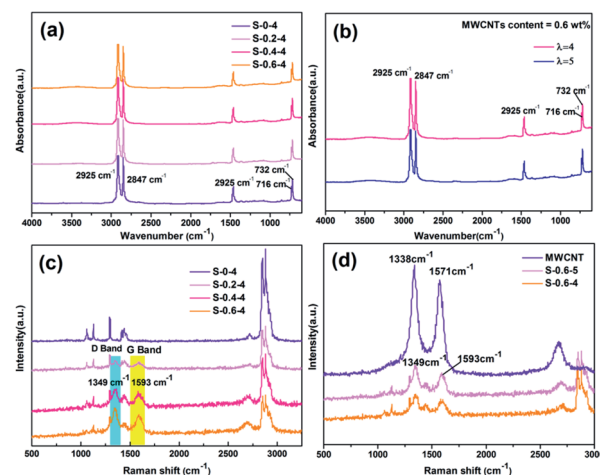 (a)
S-0-4
S-0.2-4
S-0.4-4
S-0.6-4
2925 cm-1
2847 cm-1
2925 cm-1
732 cm-1
716 cm-1
Absorbance(a.u.)
4000 3500 3000 2500 2000 1500 1000
Wavenumber (cm-1)
(b)
MWCNTs content = 0.6 wt%
λ=4
λ=5
2925 cm-1
2847 cm-1
2925 cm-1
732 cm-1
716 cm-1
Absorbance(a.u.)
4000 3500 3000 2500 2000 1500 1000
Wavenumber(cm-1)
(c)
S-0-4
S-0.2-4
S-0.4-4
S-0.6-4
D Band
G Band
1349 cm-1
1593 cm-1
Intensity(a.u.)
500 1000 1500 2000 2500 3000
Raman shift (cm-1)
(d)
MWCNT
S-0.6-5
S-0.6-4
1338cm-1
1571cm-1
1349cm-1
1593cm-1
Intensity(a.u.)
500 1000 1500 2000 2500 3000
Raman shift (cm-1)